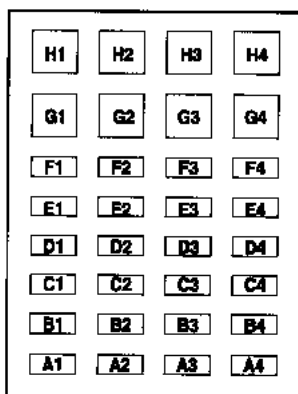 H1 H2 H3 H4
G1 G2 G3 G4
F1 F2 F3 F4
E1 E2 E3 E4
D1 D2 D3 D4
C1 C2 C3 C4
B1 B2 B3 B4
A1 A2 A3 A4